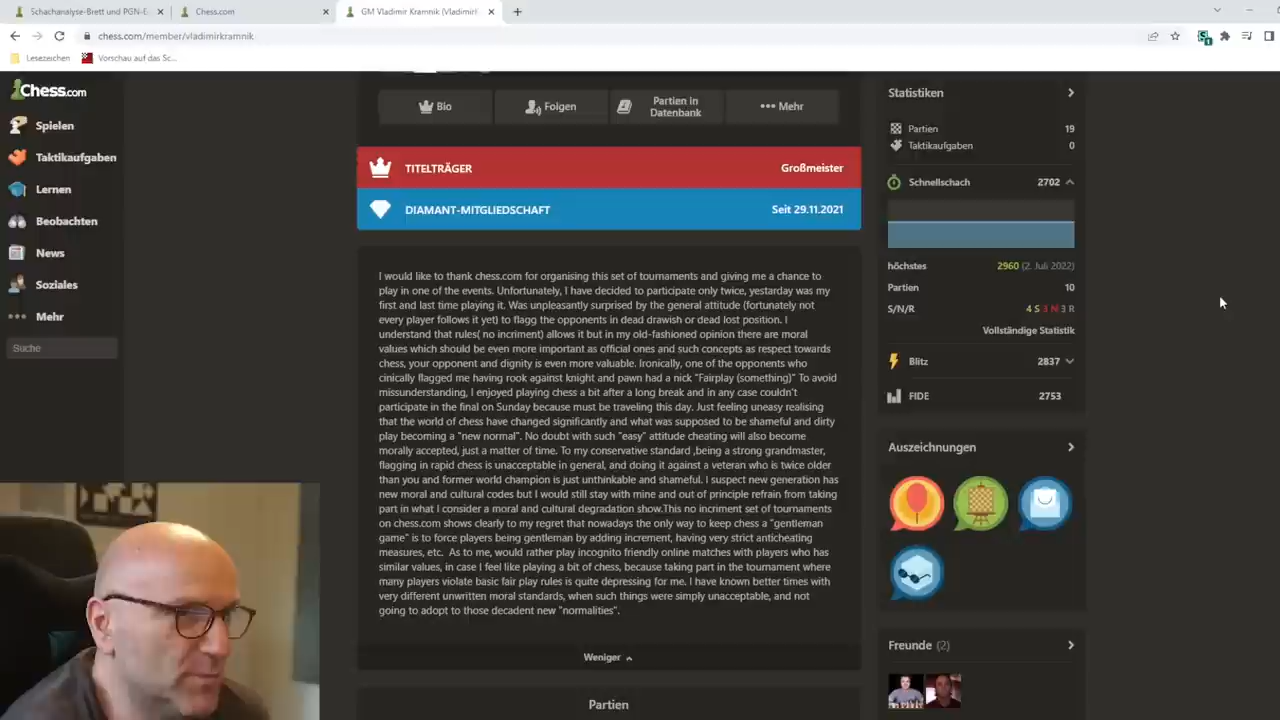 Schachanalyse-Brett und PGN-E
Chess.com
GM Vladimir Kramnik (Vladimir
chess.com/member/vladimirkramnik
Lesezeichen
Vorschau auf das Sc...
Chess.com
Spielen
Taktikaufgaben
Lernen
Beobachten
News
Soziales
Mehr
Suche
Bio
Folgen
Partien in
Datenbank
Mehr
TITELTRÄGER
Großmeister
DIAMANT-MITGLIEDSCHAFT
Seit 29.11.2021
I would like to thank chess.com for organising this set of tournaments and giving me a chance to
play in one of the events. Unfortunately, I have decided to participate only twice, yestarday was my
first and last time playing it. Was unpleasantly surprised by the general attitude (fortunately not
every player follows it yet) to flagg the opponents in dead drawish or dead lost position. I
understand that rules( no incriment) allows it but in my old-fashioned opinion there are moral
values which should be even more important as official ones and such concepts as respect towards
chess, your opponent and dignity is even more valuable. Ironically, one of the opponents who
cinically flagged me having rook against knight and pawn had a nick "Fairplay (something)" To avoid
missunderstanding, I enjoyed playing chess a bit after a long break and in any case couldn't
participate in the final on Sunday because must be traveling this day. Just feeling uneasy realising
that the world of chess have changed significantly and what was supposed to be shameful and dirty
play becoming a "new normal". No doubt with such "easy" attitude cheating will also become
morally accepted, just a matter of time. To my conservative standard ,being a strong grandmaster,
flagging in rapid chess is unacceptable in general, and doing it against a veteran who is twice older
than you and former world champion is just unthinkable and shameful. I suspect new generation has
new moral and cultural codes but I would still stay with mine and out of principle refrain from taking
part in what I consider a moral and cultural degradation show.This no increment set of tournaments
on chess.com shows clearly to my regret that nowadays the only way to keep chess a "gentleman
game" is to force players being gentleman by adding increment, having very strict anticheating
measures, etc. As to me, would rather play incognito friendly online matches with players who has
similar values, in case I feel like playing a bit of chess, because taking part in the tournament where
many players violate basic fair play rules is quite depressing for me. I have known better times with
very different unwritten moral standards, when such things were simply unacceptable, and not
going to adopt to those decadent new "normalities".
Weniger
Partien
Statistiken
Partien 19
Taktikaufgaben 0
Schnellschach 2702
höchstes 2960 (2. Juli 2022)
Partien 10
S/N/R 4 S 3 N 3 R
Vollständige Statistik
Blitz 2837
FIDE 2753
Auszeichnungen
Freunde (2)